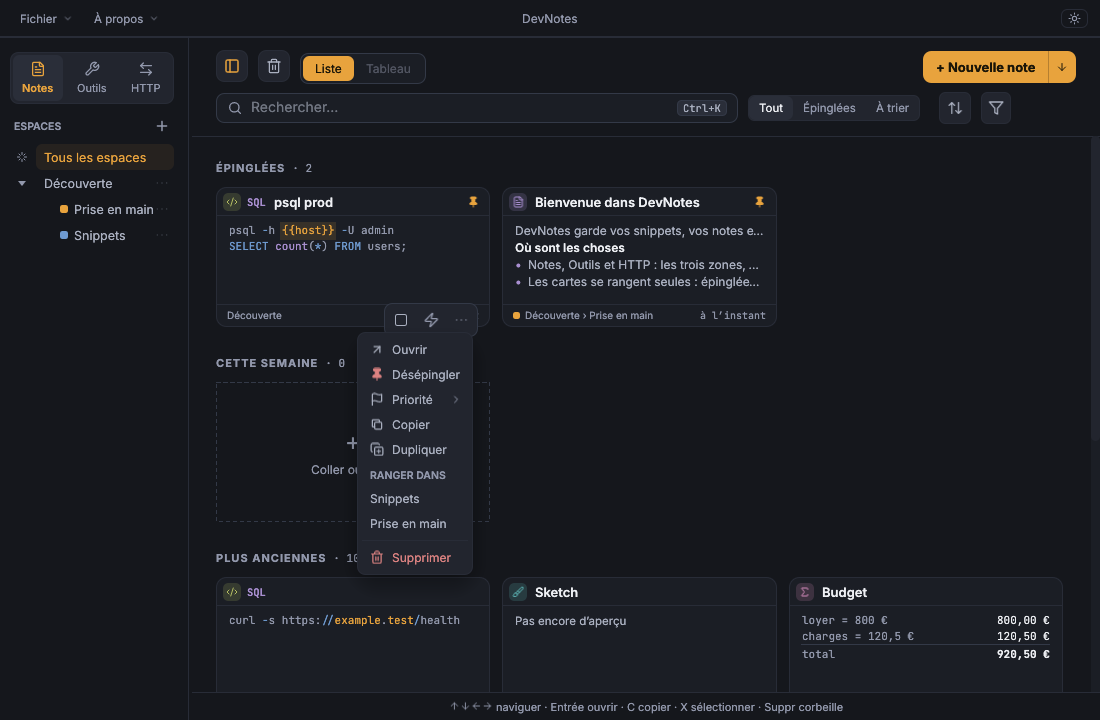 Fichier À propos DevNotes
Notes Outils HTTP
Liste Tableau
+ Nouvelle note
Rechercher... Ctrl+K
Tout Épinglées À trier
ESPACES
Tous les espaces
Découverte
Prise en main
Snippets
ÉPINGLÉES · 2
SQL psql prod
psql -h {{host}} -U admin
SELECT count(*) FROM users;
Découverte
Bienvenue dans DevNotes
DevNotes garde vos snippets, vos notes e...
Où sont les choses
• Notes, Outils et HTTP : les trois zones, ...
• Les cartes se rangent seules : épinglée...
Découverte › Prise en main à l’instant
Ouvrir
Désépingler
Priorité
Copier
Dupliquer
RANGER DANS
Snippets
Prise en main
Supprimer
CETTE SEMAINE · 0
+
Coller
PLUS ANCIENNES
SQL
curl -s https://example.test/health
Sketch
Pas encore d’aperçu
Budget
loyer = 800 € 800,00 €
charges = 120,5 € 120,50 €
total 920,50 €
↑↓←→ naviguer · Entrée ouvrir · C copier · X sélectionner · Suppr corbeille